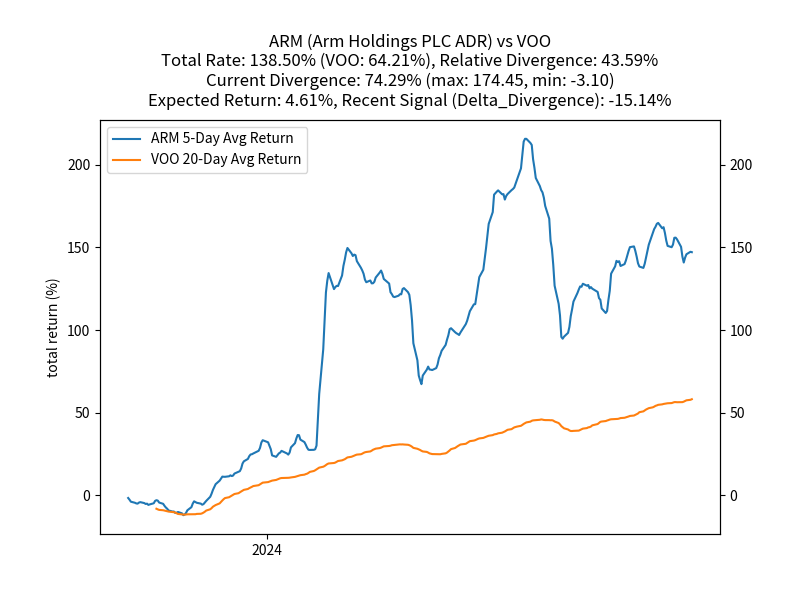 ARM (Arm Holdings PLC ADR) vs VOO
Total Rate: 138.50% (VOO: 64.21%), Relative Divergence: 43.59%
Current Divergence: 74.29% (max: 174.45, min: -3.10)
Expected Return: 4.61%, Recent Signal (Delta_Divergence): -15.14%
ARM 5-Day Avg Return
VOO 20-Day Avg Return
200 200
150 150
100 100
50 50
0 0
total return (%)
2024